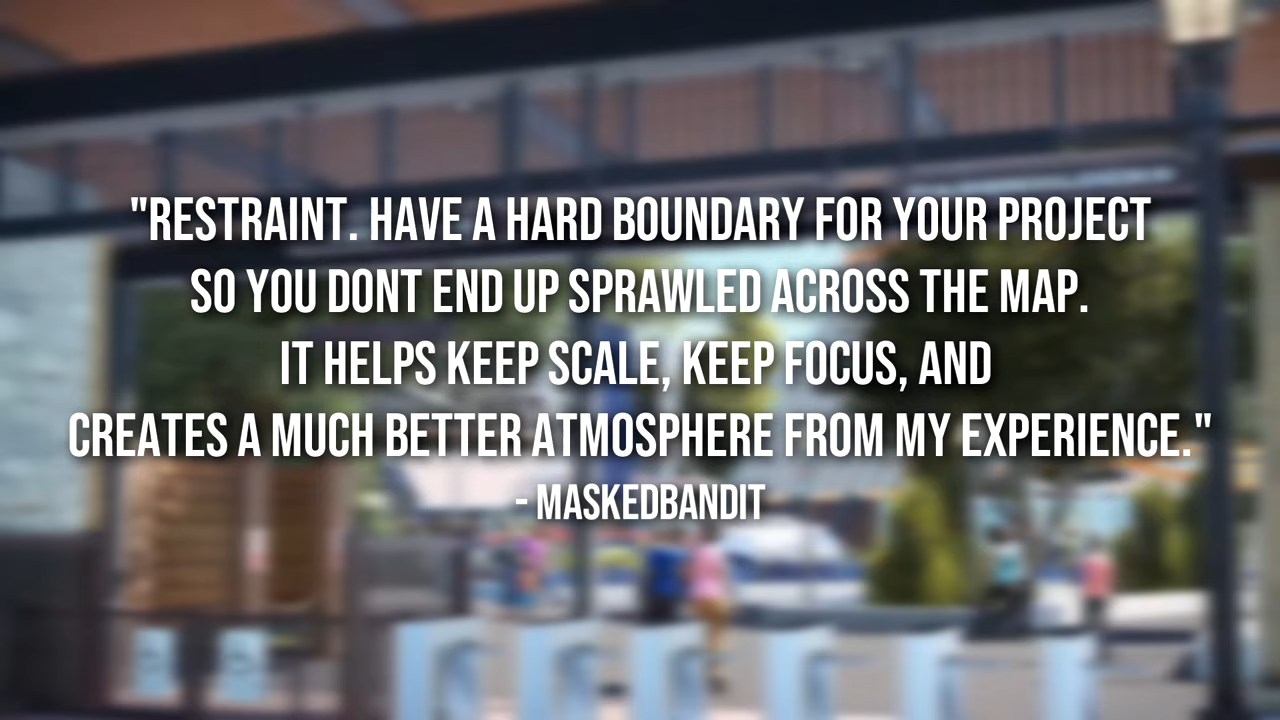 "RESTRAINT. HAVE A HARD BOUNDARY FOR YOUR PROJECT
SO YOU DONT END UP SPRAWLED ACROSS THE MAP.
IT HELPS KEEP SCALE, KEEP FOCUS, AND
CREATES A MUCH BETTER ATMOSPHERE FROM MY EXPERIENCE."
- MASKEDBANDIT